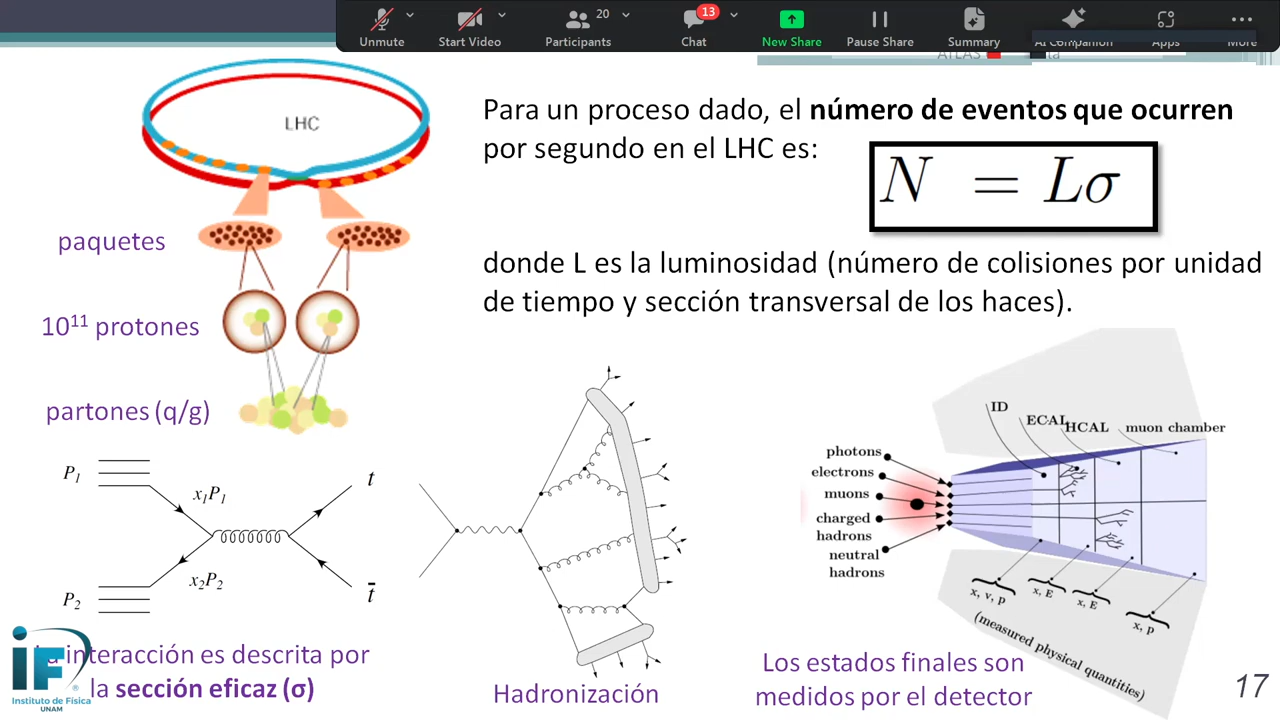 20
13
Unmute
Start Video
Participants
Chat
New Share
Pause Share
Summary
AI Companion
Apps
More
ATLAS
LHC
Para un proceso dado, el número de eventos que ocurren
por segundo en el LHC es:
N = Lσ
paquetes
donde L es la luminosidad (número de colisiones por unidad
de tiempo y sección transversal de los haces).
10¹¹ protones
partones (q/g)
P₁
x₁P₁
x₂P₂
P₂
t
t̄
ID
ECAL
HCAL
muon chamber
photons
electrons
muons
charged
hadrons
neutral
hadrons
x, v, p
x, E
x, E
x, p
(measured physical quantities)
interacción es descrita por
la sección eficaz (σ)
Hadronización
Los estados finales son
medidos por el detector
iF
Instituto de Física
UNAM
17